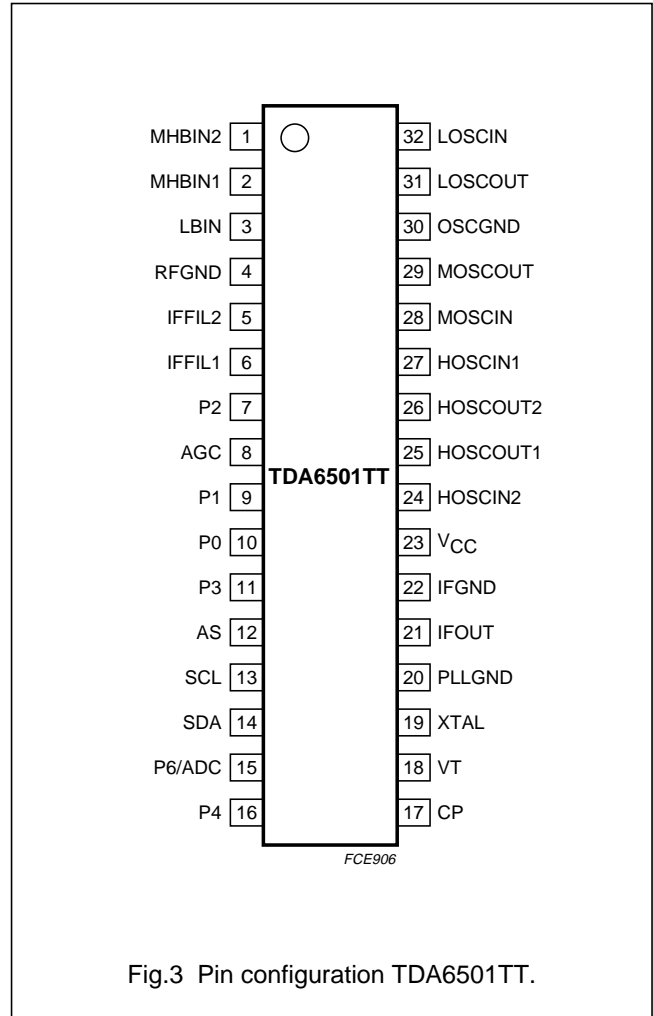 MHBIN2 1 32 LOSCIN
MHBIN1 2 31 LOSCOUT
LBIN 3 30 OSCGND
RFGND 4 29 MOSCOUT
IFFIL2 5 28 MOSCIN
IFFIL1 6 27 HOSCIN1
P2 7 26 HOSCOUT2
AGC 8 25 HOSCOUT1
TDA6501TT
P1 9 24 HOSCIN2
P0 10 23 VCC
P3 11 22 IFGND
AS 12 21 IFOUT
SCL 13 20 PLLGND
SDA 14 19 XTAL
P6/ADC 15 18 VT
P4 16 17 CP
FCE906
Fig.3 Pin configuration TDA6501TT.